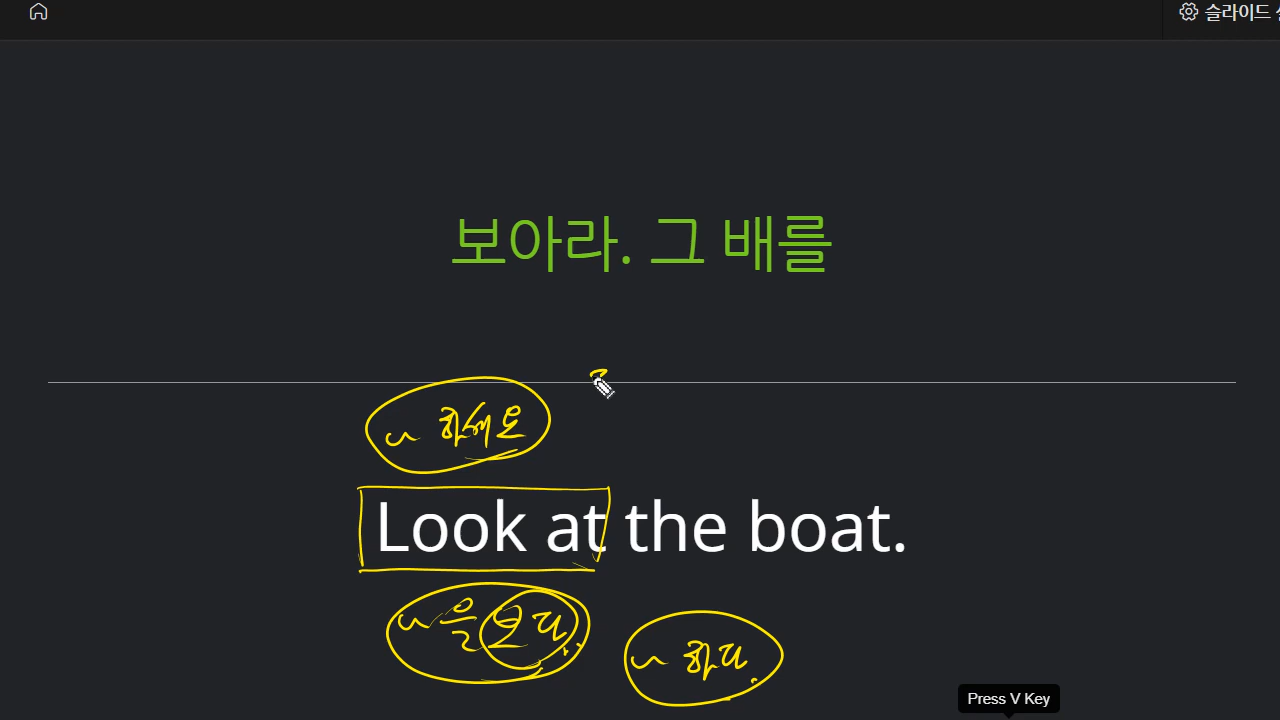 슬라이드
보아라. 그 배를
~ 하세요
Look at the boat.
~을 보다.
~ 하다.
Press V Key